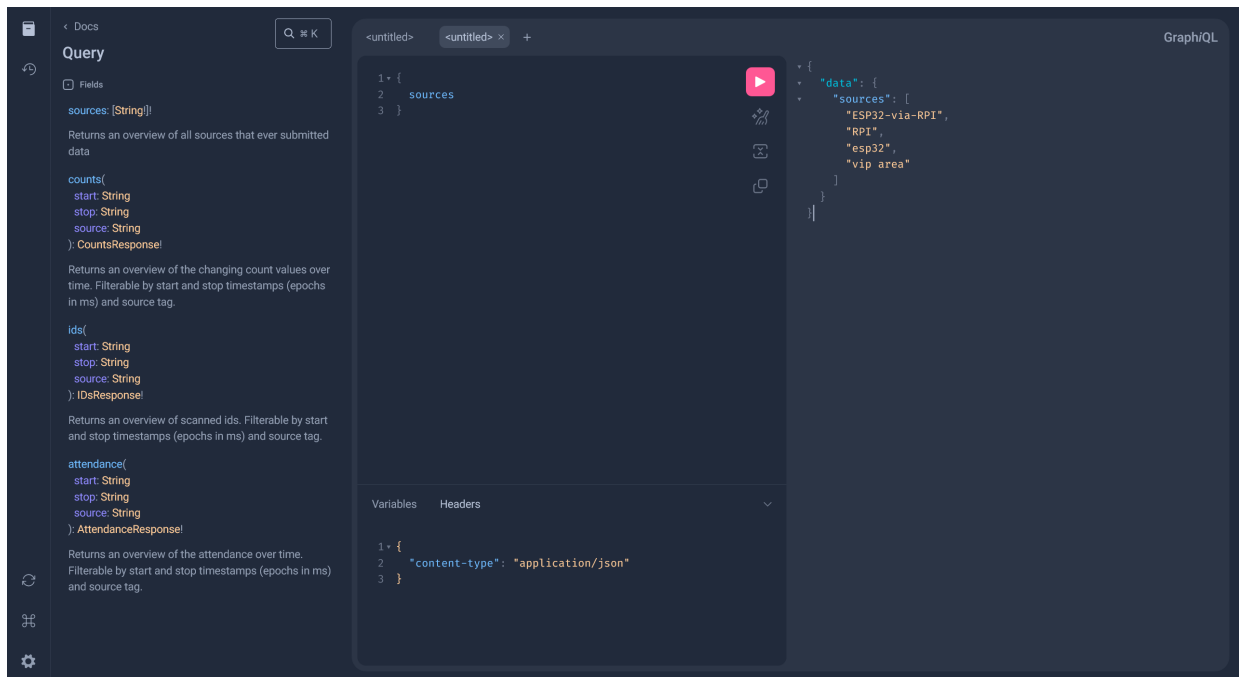 < Docs
⌘ K
Query
Fields
sources: [String!]!
Returns an overview of all sources that ever submitted
data
counts(
start: String
stop: String
source: String
): CountsResponse!
Returns an overview of the changing count values over
time. Filterable by start and stop timestamps (epochs
in ms) and source tag.
ids(
start: String
stop: String
source: String
): IDsResponse!
Returns an overview of scanned ids. Filterable by start
and stop timestamps (epochs in ms) and source tag.
attendance(
start: String
stop: String
source: String
): AttendanceResponse!
Returns an overview of the attendance over time.
Filterable by start and stop timestamps (epochs in ms)
and source tag.
<untitled> <untitled> × +
GraphiQL
1 {
2 sources
3 }
Variables Headers
1 {
2 "content-type": "application/json"
3 }
{
"data": {
"sources": [
"ESP32-via-RPI",
"RPI",
"esp32",
"vip area"
]
}
}